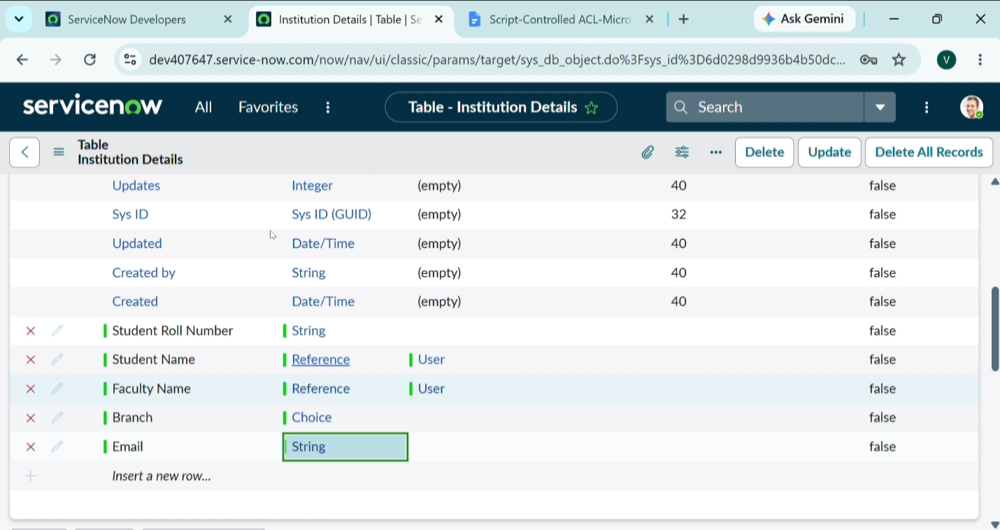 ServiceNow Developers
Institution Details | Table | Se
Script-Controlled ACL-Micro
Ask Gemini
dev407647.service-now.com/now/nav/ui/classic/params/target/sys_db_object.do%3Fsys_id%3D6d0298d9936b4b50dc...
V
servicenow All Favorites Table - Institution Details Search
Table
Institution Details
Delete Update Delete All Records
Updates Integer (empty) 40 false
Sys ID Sys ID (GUID) (empty) 32 false
Updated Date/Time (empty) 40 false
Created by String (empty) 40 false
Created Date/Time (empty) 40 false
Student Roll Number String false
Student Name Reference User false
Faculty Name Reference User false
Branch Choice false
Email String false
Insert a new row...